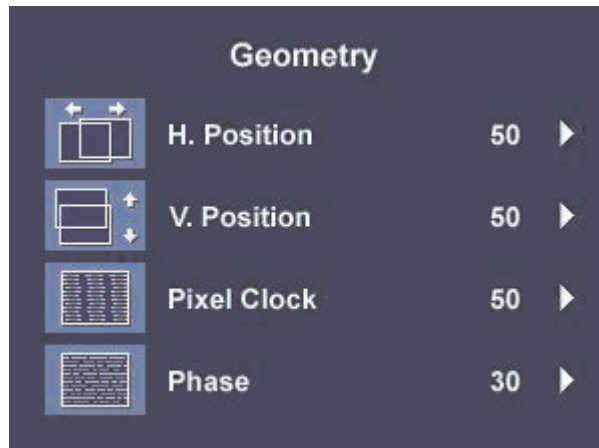 Geometry
H. Position 50
V. Position 50
Pixel Clock 50
Phase 30